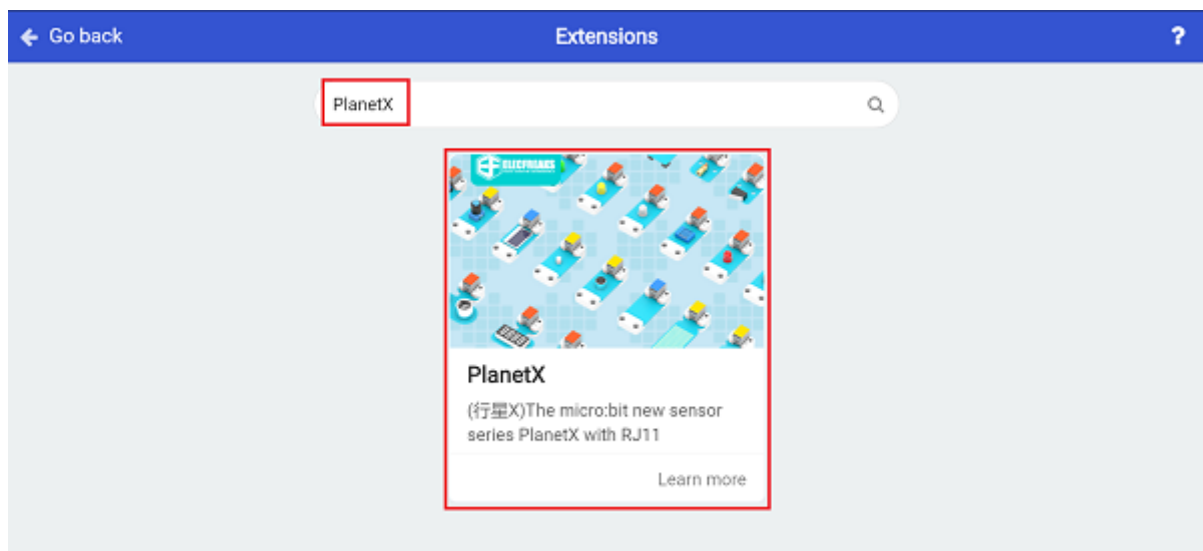 Go back
Extensions
?
PlanetX
ELECFREAKS
PlanetX
(行星X)The micro:bit new sensor
series PlanetX with RJ11
Learn more